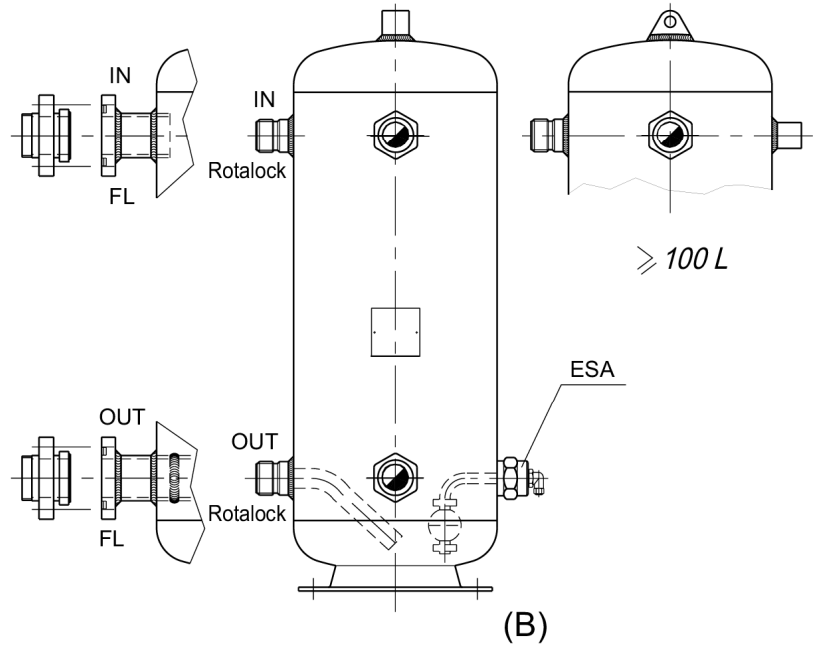 IN
FL
IN
Rotalock
≥ 100 L
ESA
OUT
FL
OUT
Rotalock
(B)